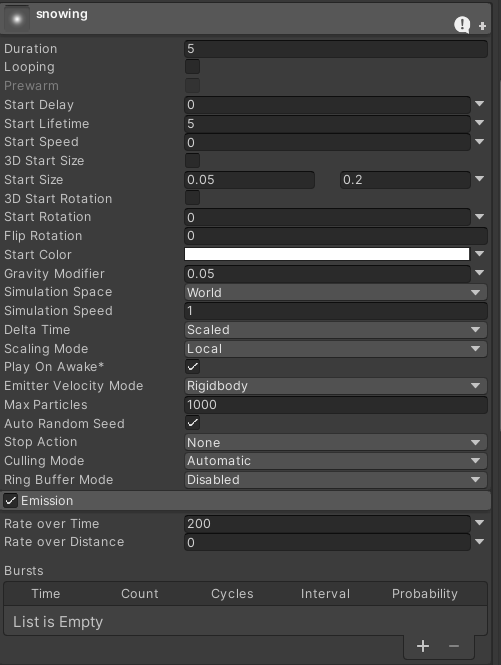 snowing
Duration 5
Looping
Prewarm
Start Delay 0
Start Lifetime 5
Start Speed 0
3D Start Size
Start Size 0.05 0.2
3D Start Rotation
Start Rotation 0
Flip Rotation 0
Start Color
Gravity Modifier 0.05
Simulation Space World
Simulation Speed 1
Delta Time Scaled
Scaling Mode Local
Play On Awake*
Emitter Velocity Mode Rigidbody
Max Particles 1000
Auto Random Seed
Stop Action None
Culling Mode Automatic
Ring Buffer Mode Disabled
Emission
Rate over Time 200
Rate over Distance 0
Bursts
Time Count Cycles Interval Probability
List is Empty